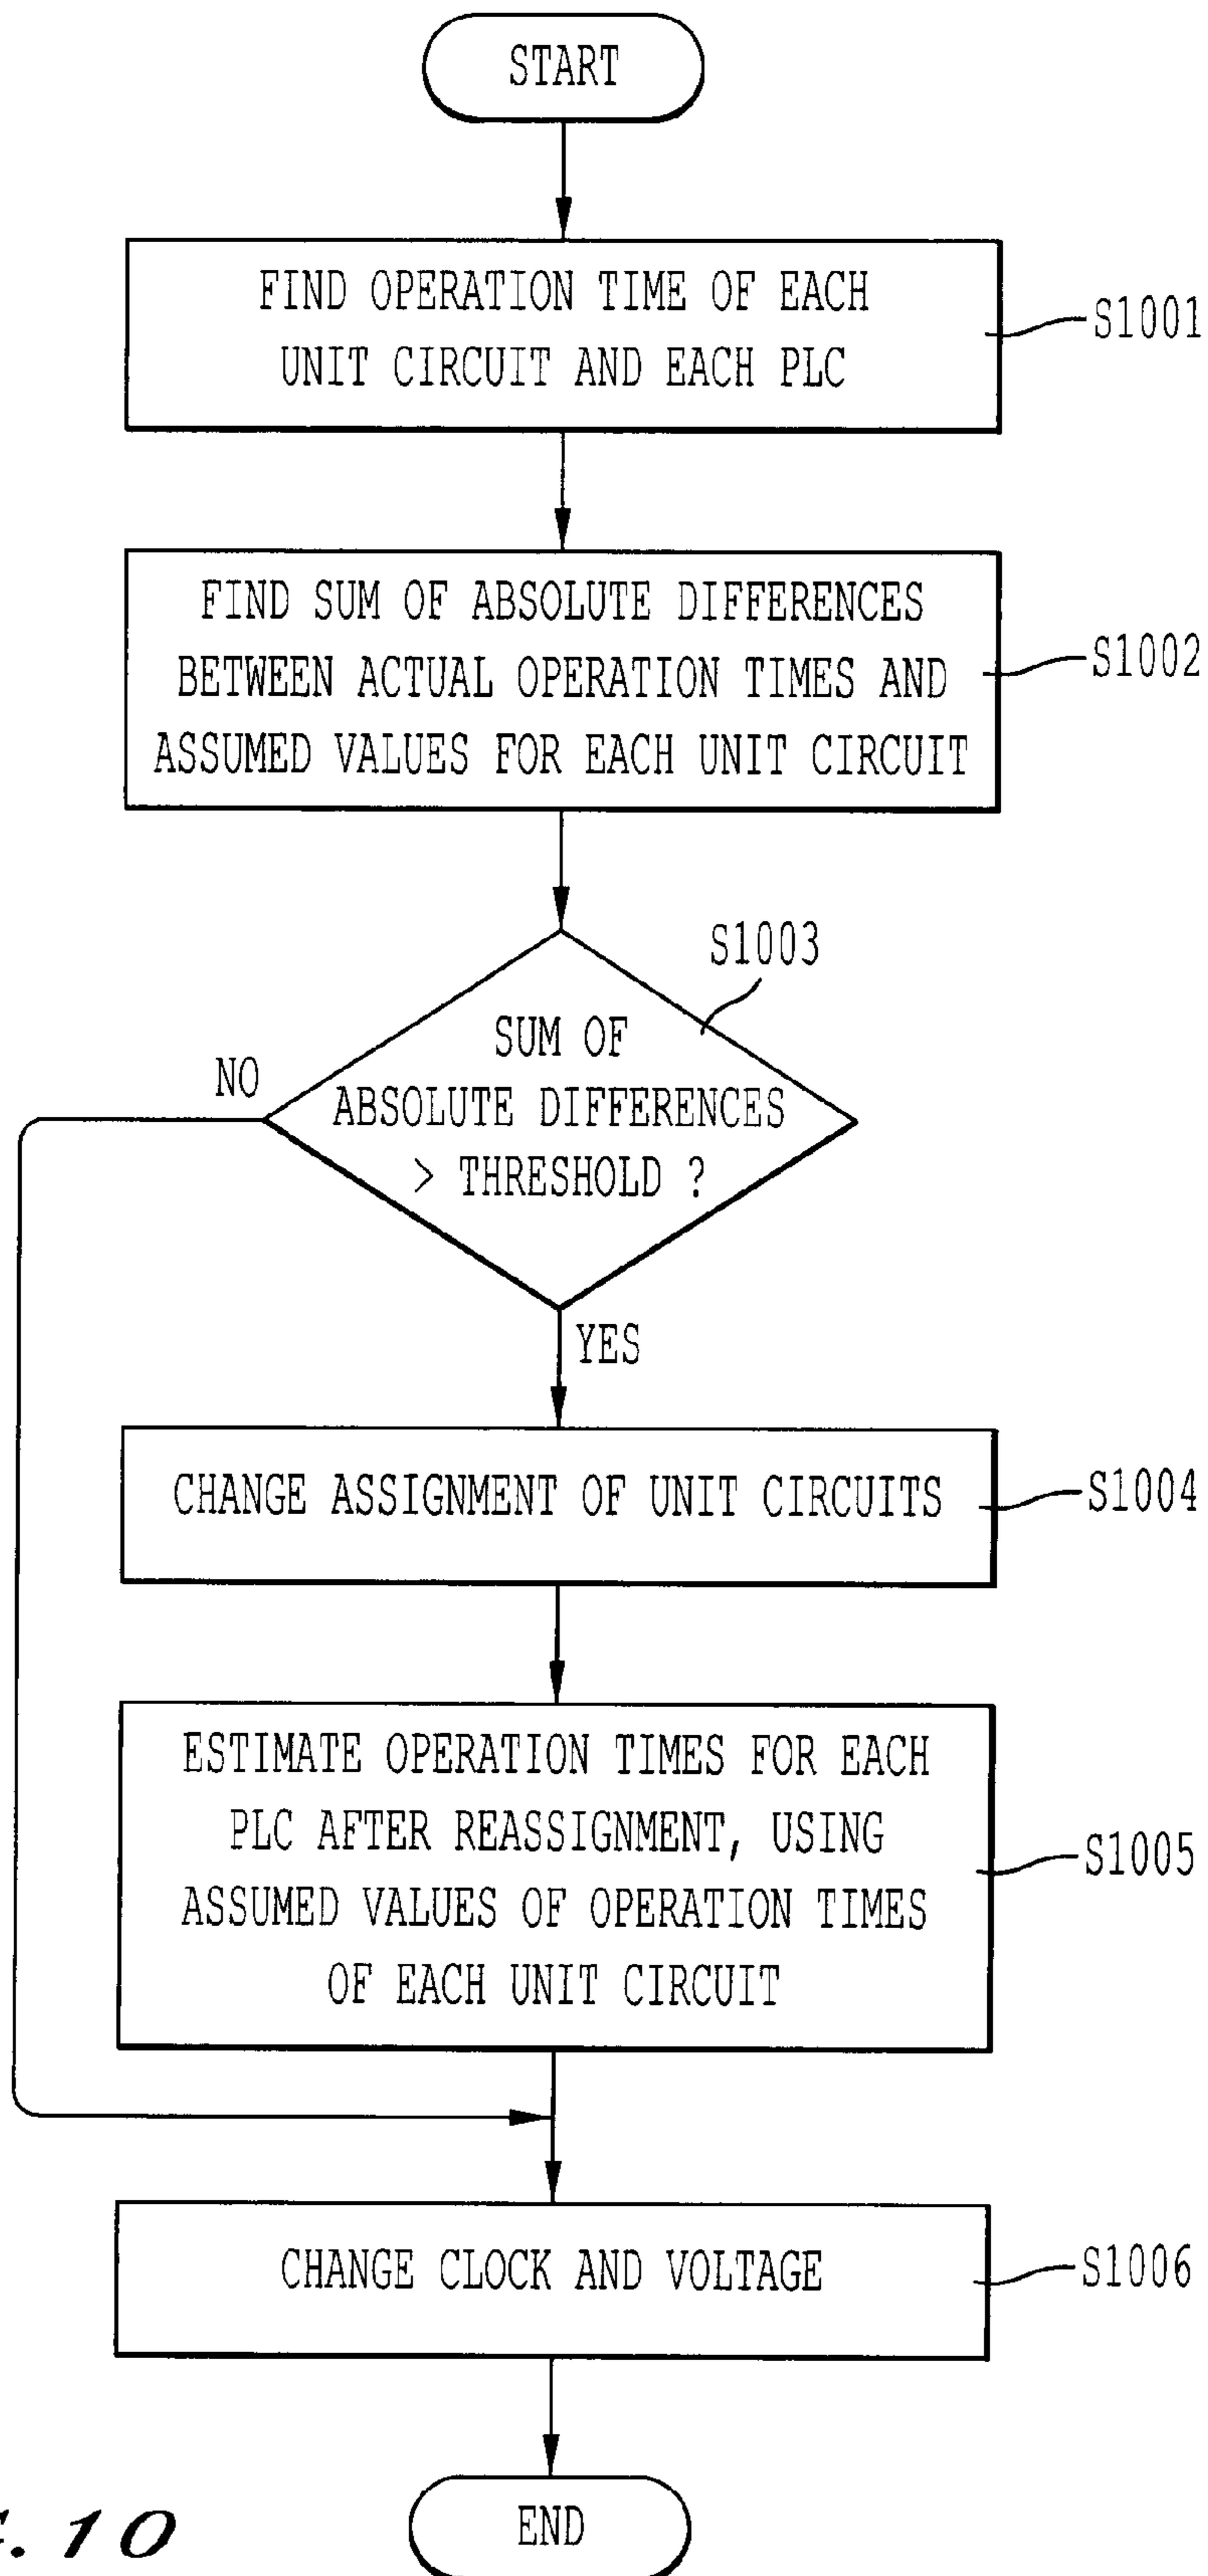 START
FIND OPERATION TIME OF EACH
UNIT CIRCUIT AND EACH PLC
S1001
FIND SUM OF ABSOLUTE DIFFERENCES
BETWEEN ACTUAL OPERATION TIMES AND
ASSUMED VALUES FOR EACH UNIT CIRCUIT
S1002
S1003
SUM OF
ABSOLUTE DIFFERENCES
> THRESHOLD ?
NO
YES
CHANGE ASSIGNMENT OF UNIT CIRCUITS
S1004
ESTIMATE OPERATION TIMES FOR EACH
PLC AFTER REASSIGNMENT, USING
ASSUMED VALUES OF OPERATION TIMES
OF EACH UNIT CIRCUIT
S1005
CHANGE CLOCK AND VOLTAGE
S1006
END
. 10